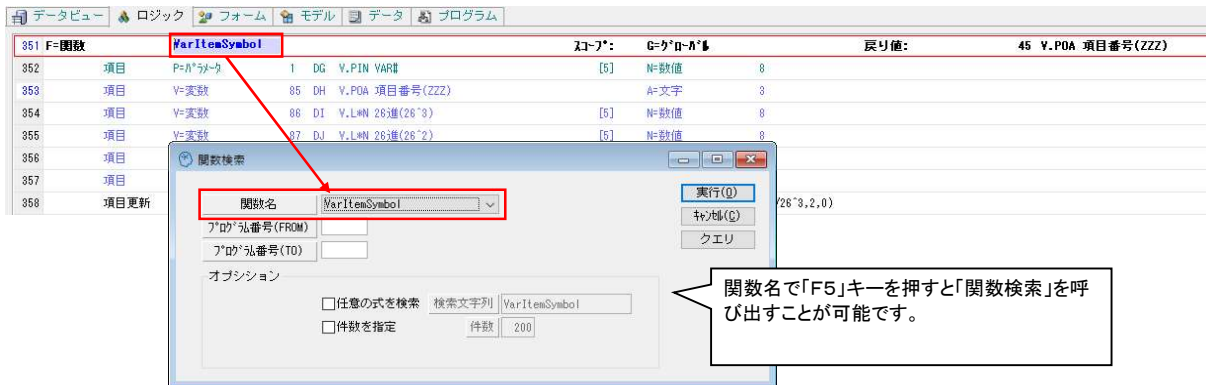 データビュー ロジック フォーム モデル データ プログラム
351 F=関数 VarItemSymbol ｽｺｰﾌﾟ: G=ｸﾞﾛｰﾊﾞﾙ 戻り値: 45 V.POA 項目番号(ZZZ)
352 項目 P=ﾊﾟﾗﾒｰﾀ 1 DG V.PIN VAR# [5] N=数値 8
353 項目 V=変数 85 DH V.POA 項目番号(ZZZ) A=文字 3
354 項目 V=変数 86 DI V.L*N 26進(26^3) [5] N=数値 8
355 項目 V=変数 87 DJ V.L*N 26進(26^2) [5] N=数値 8
356 項目
357 項目
358 項目更新 /26^3,2,0)
関数検索
関数名 VarItemSymbol
ﾌﾟﾛｸﾞﾗﾑ番号(FROM)
ﾌﾟﾛｸﾞﾗﾑ番号(TO)
実行(O)
ｷｬﾝｾﾙ(C)
クエリ
オプション
任意の式を検索 検索文字列 VarItemSymbol
件数を指定 件数 200
関数名で「F5」キーを押すと「関数検索」を呼
び出すことが可能です。